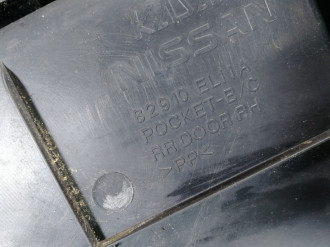 NISSAN
82910 EL11A
POCKET-B/C
RR DOOR RH
>PP<